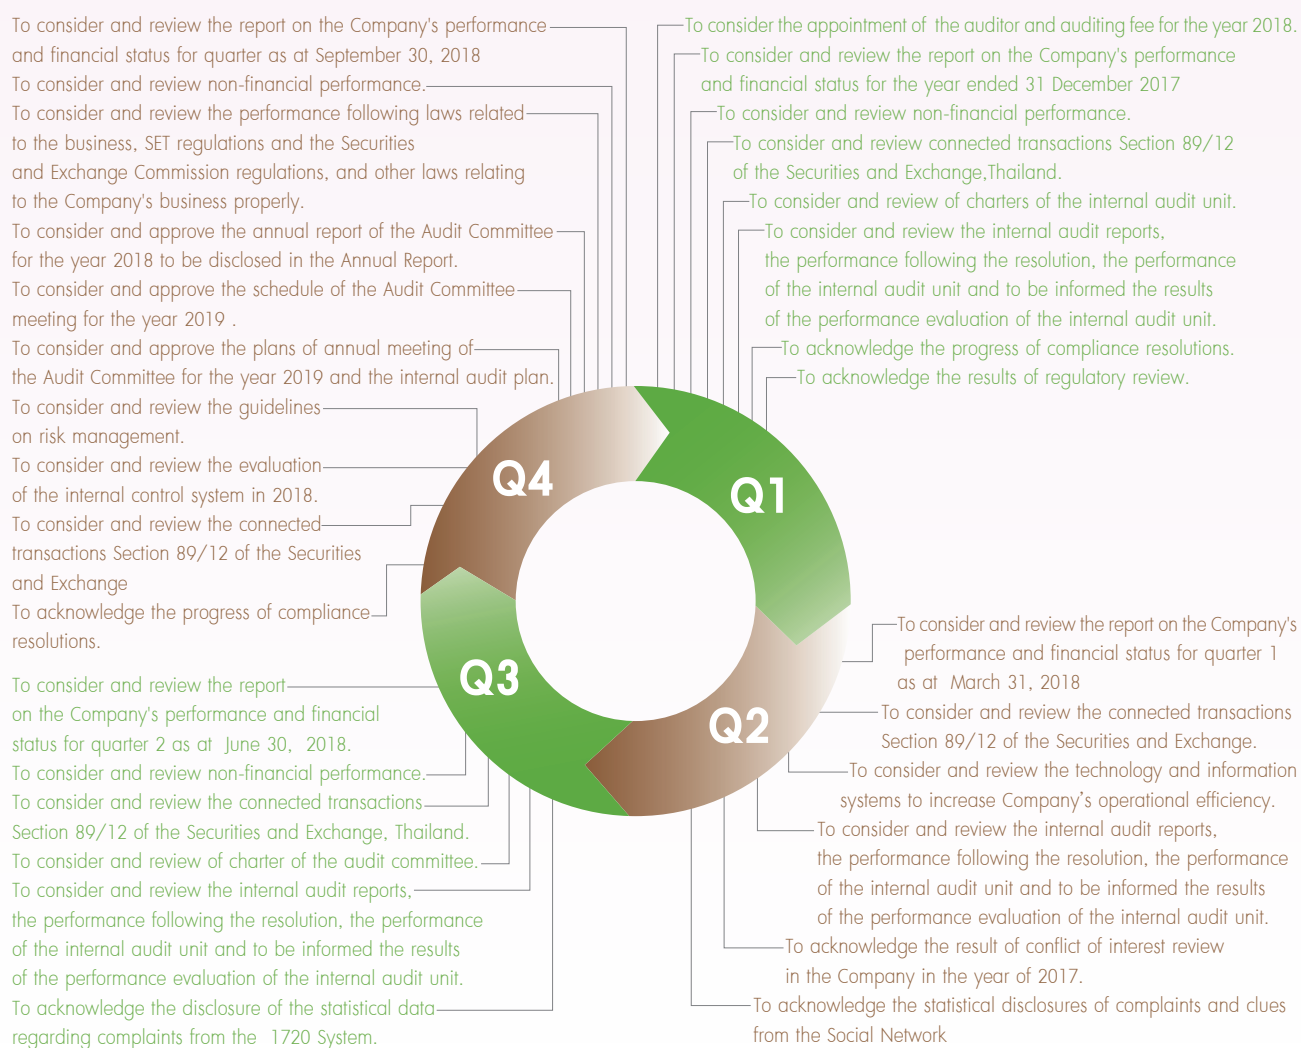 To consider and review the report on the Company's performance
and financial status for quarter as at September 30, 2018
To consider and review non-financial performance.
To consider and review the performance following laws related
to the business, SET regulations and the Securities
and Exchange Commission regulations, and other laws relating
to the Company's business properly.
To consider and approve the annual report of the Audit Committee
for the year 2018 to be disclosed in the Annual Report.
To consider and approve the schedule of the Audit Committee
meeting for the year 2019 .
To consider and approve the plans of annual meeting of
the Audit Committee for the year 2019 and the internal audit plan.
To consider and review the guidelines
on risk management.
To consider and review the evaluation
of the internal control system in 2018.
To consider and review the connected
transactions Section 89/12 of the Securities
and Exchange
To acknowledge the progress of compliance
resolutions.
To consider the appointment of the auditor and auditing fee for the year 2018.
To consider and review the report on the Company's performance
and financial status for the year ended 31 December 2017
To consider and review non-financial performance.
To consider and review connected transactions Section 89/12
of the Securities and Exchange,Thailand.
To consider and review of charters of the internal audit unit.
To consider and review the internal audit reports,
the performance following the resolution, the performance
of the internal audit unit and to be informed the results
of the performance evaluation of the internal audit unit.
To acknowledge the progress of compliance resolutions.
To acknowledge the results of regulatory review.
Q4
Q1
Q3
Q2
To consider and review the report
on the Company's performance and financial
status for quarter 2 as at June 30, 2018.
To consider and review non-financial performance.
To consider and review the connected transactions
Section 89/12 of the Securities and Exchange, Thailand.
To consider and review of charter of the audit committee.
To consider and review the internal audit reports,
the performance following the resolution, the performance
of the internal audit unit and to be informed the results
of the performance evaluation of the internal audit unit.
To acknowledge the disclosure of the statistical data
regarding complaints from the 1720 System.
To consider and review the report on the Company's
performance and financial status for quarter 1
as at March 31, 2018
To consider and review the connected transactions
Section 89/12 of the Securities and Exchange.
To consider and review the technology and information
systems to increase Company’s operational efficiency.
To consider and review the internal audit reports,
the performance following the resolution, the performance
of the internal audit unit and to be informed the results
of the performance evaluation of the internal audit unit.
To acknowledge the result of conflict of interest review
in the Company in the year of 2017.
To acknowledge the statistical disclosures of complaints and clues
from the Social Network